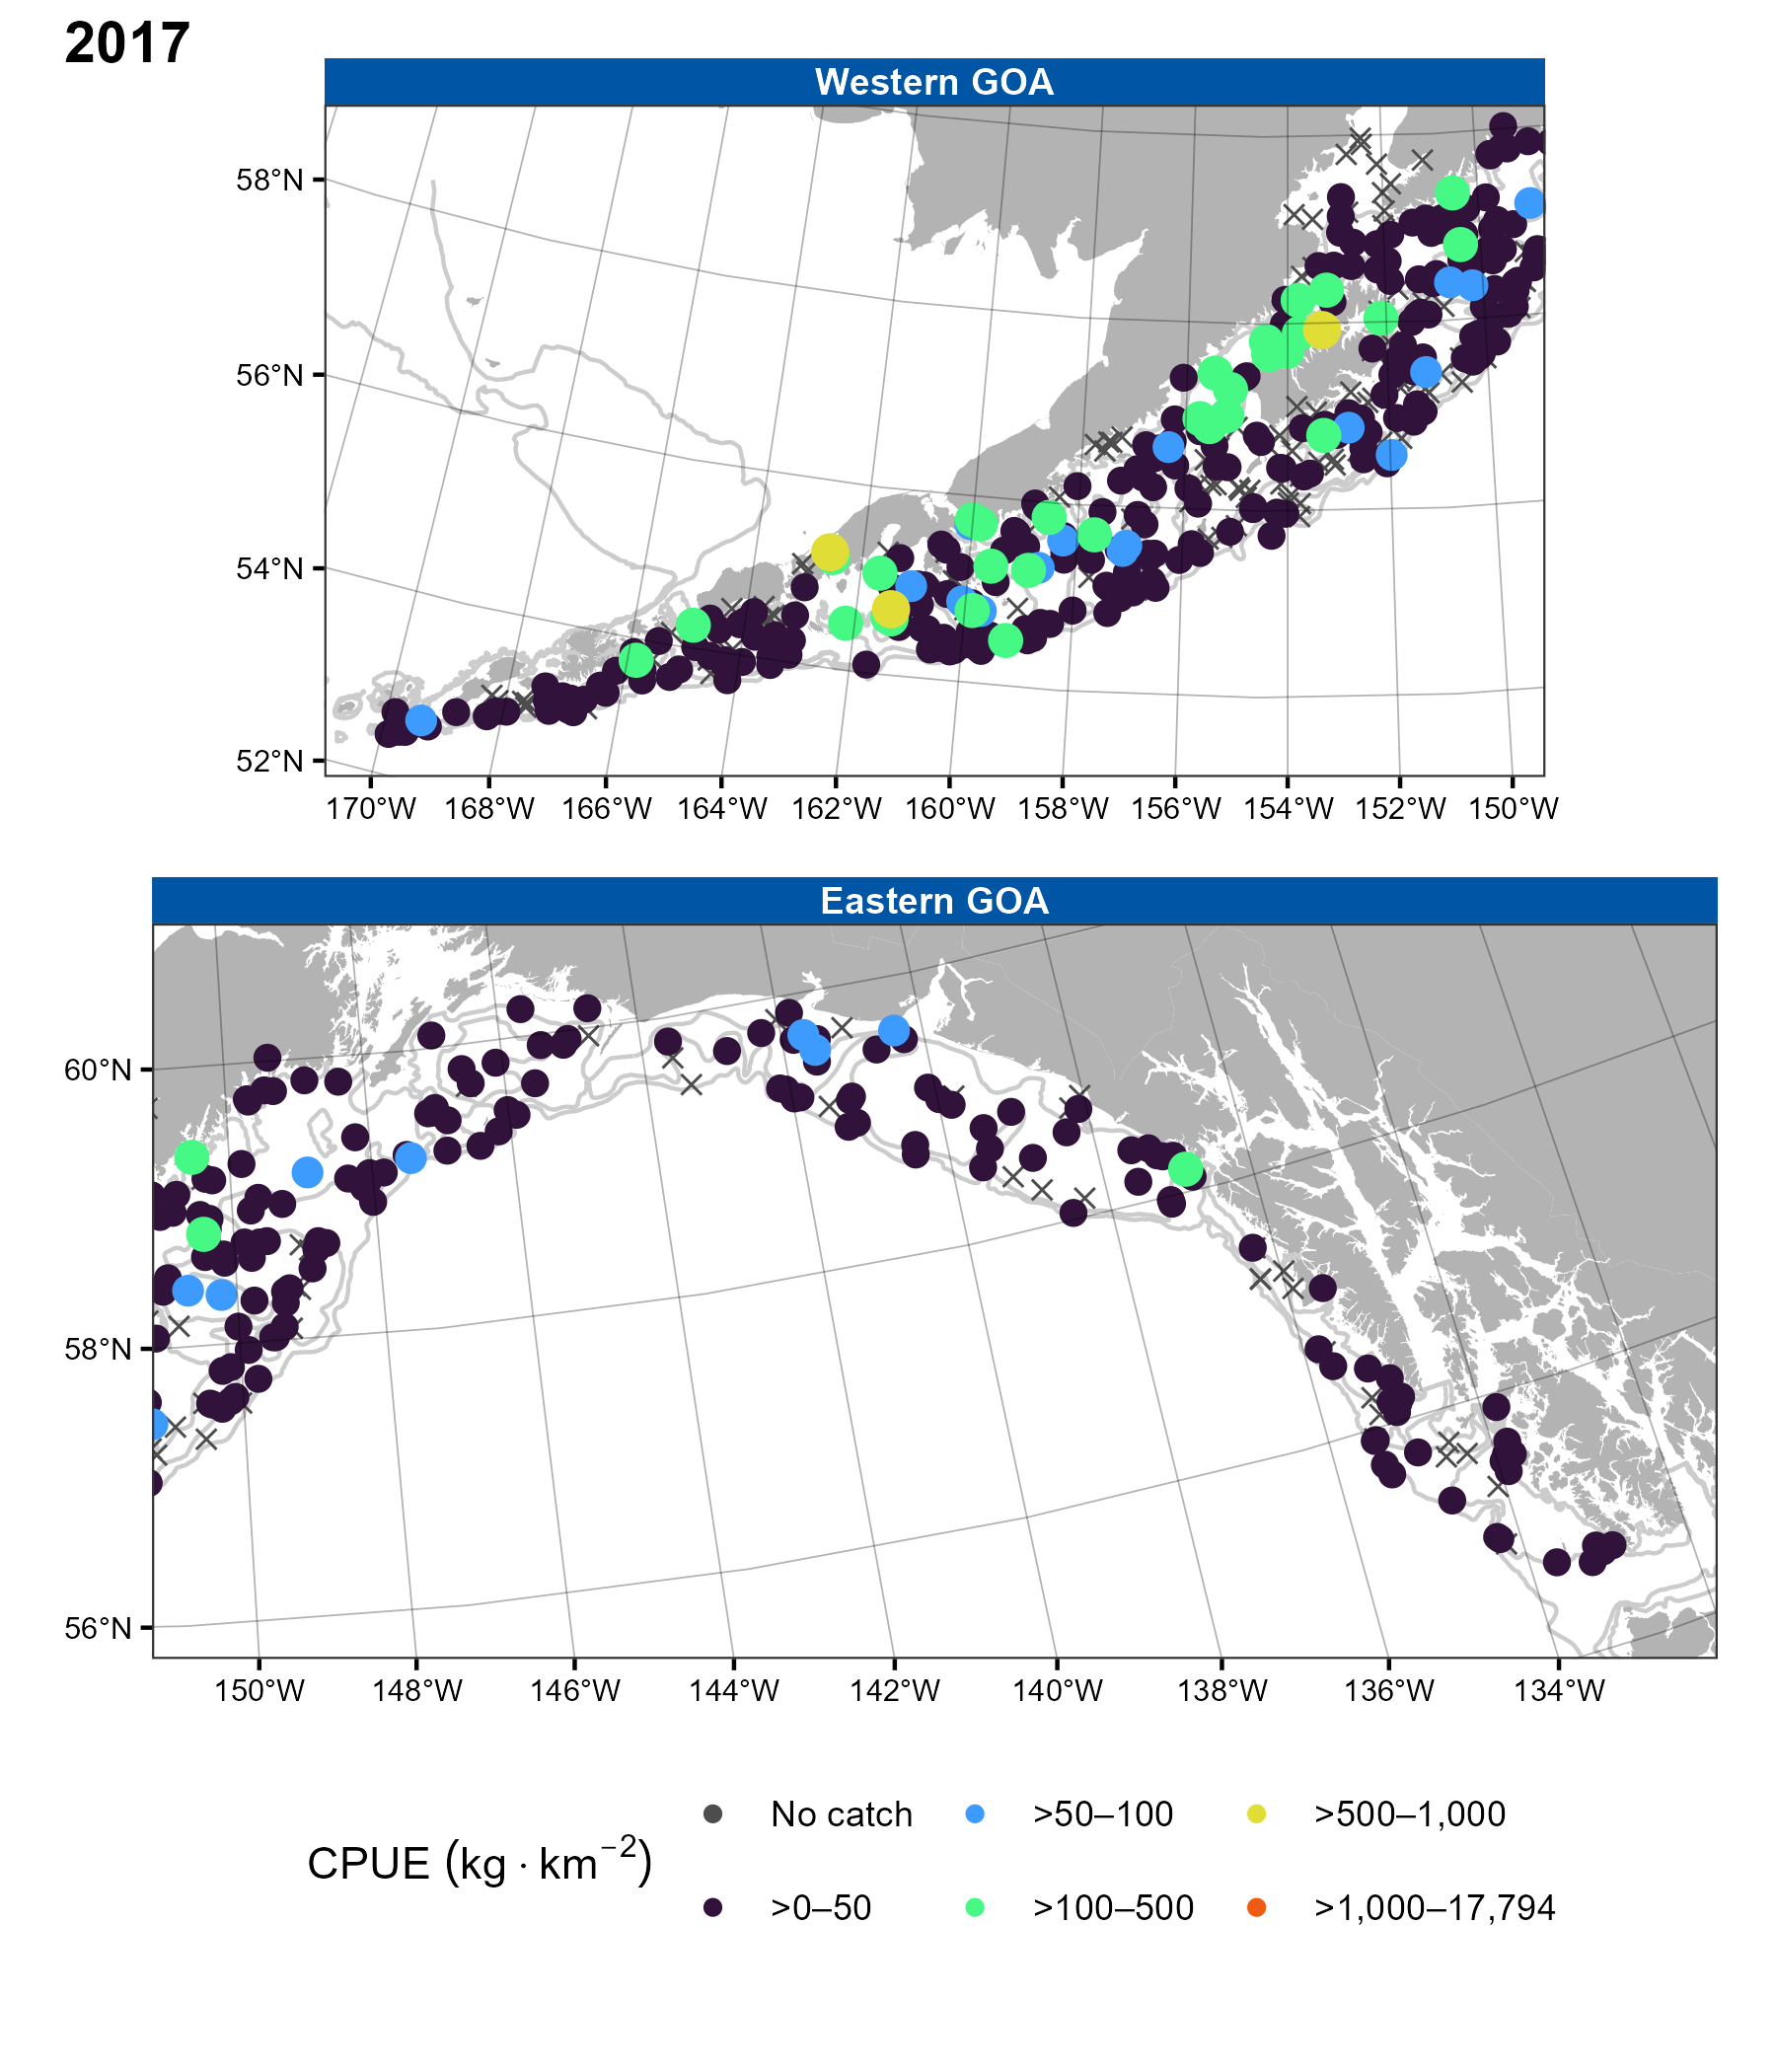 2017
Western GOA
58°N
56°N
54°N
52°N
170°W 168°W 166°W 164°W 162°W 160°W 158°W 156°W 154°W 152°W 150°W
Eastern GOA
60°N
58°N
56°N
150°W 148°W 146°W 144°W 142°W 140°W 138°W 136°W 134°W
CPUE (kg · km⁻²)
No catch >50–100 >500–1,000
>0–50 >100–500 >1,000–17,794